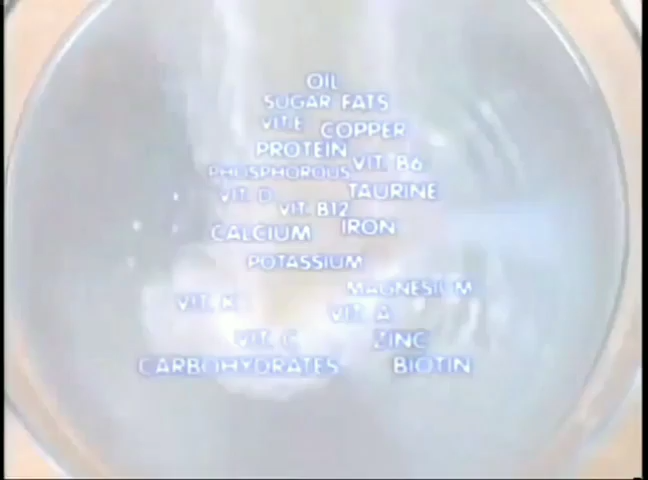 OIL
SUGAR FATS
VIT. E COPPER
PROTEIN
VIT. B6
PHOSPHOROUS
VIT. D TAURINE
VIT. B12
CALCIUM IRON
POTASSIUM
MAGNESIUM
VIT. K
VIT. A
VIT. C ZINC
CARBOHYDRATES BIOTIN